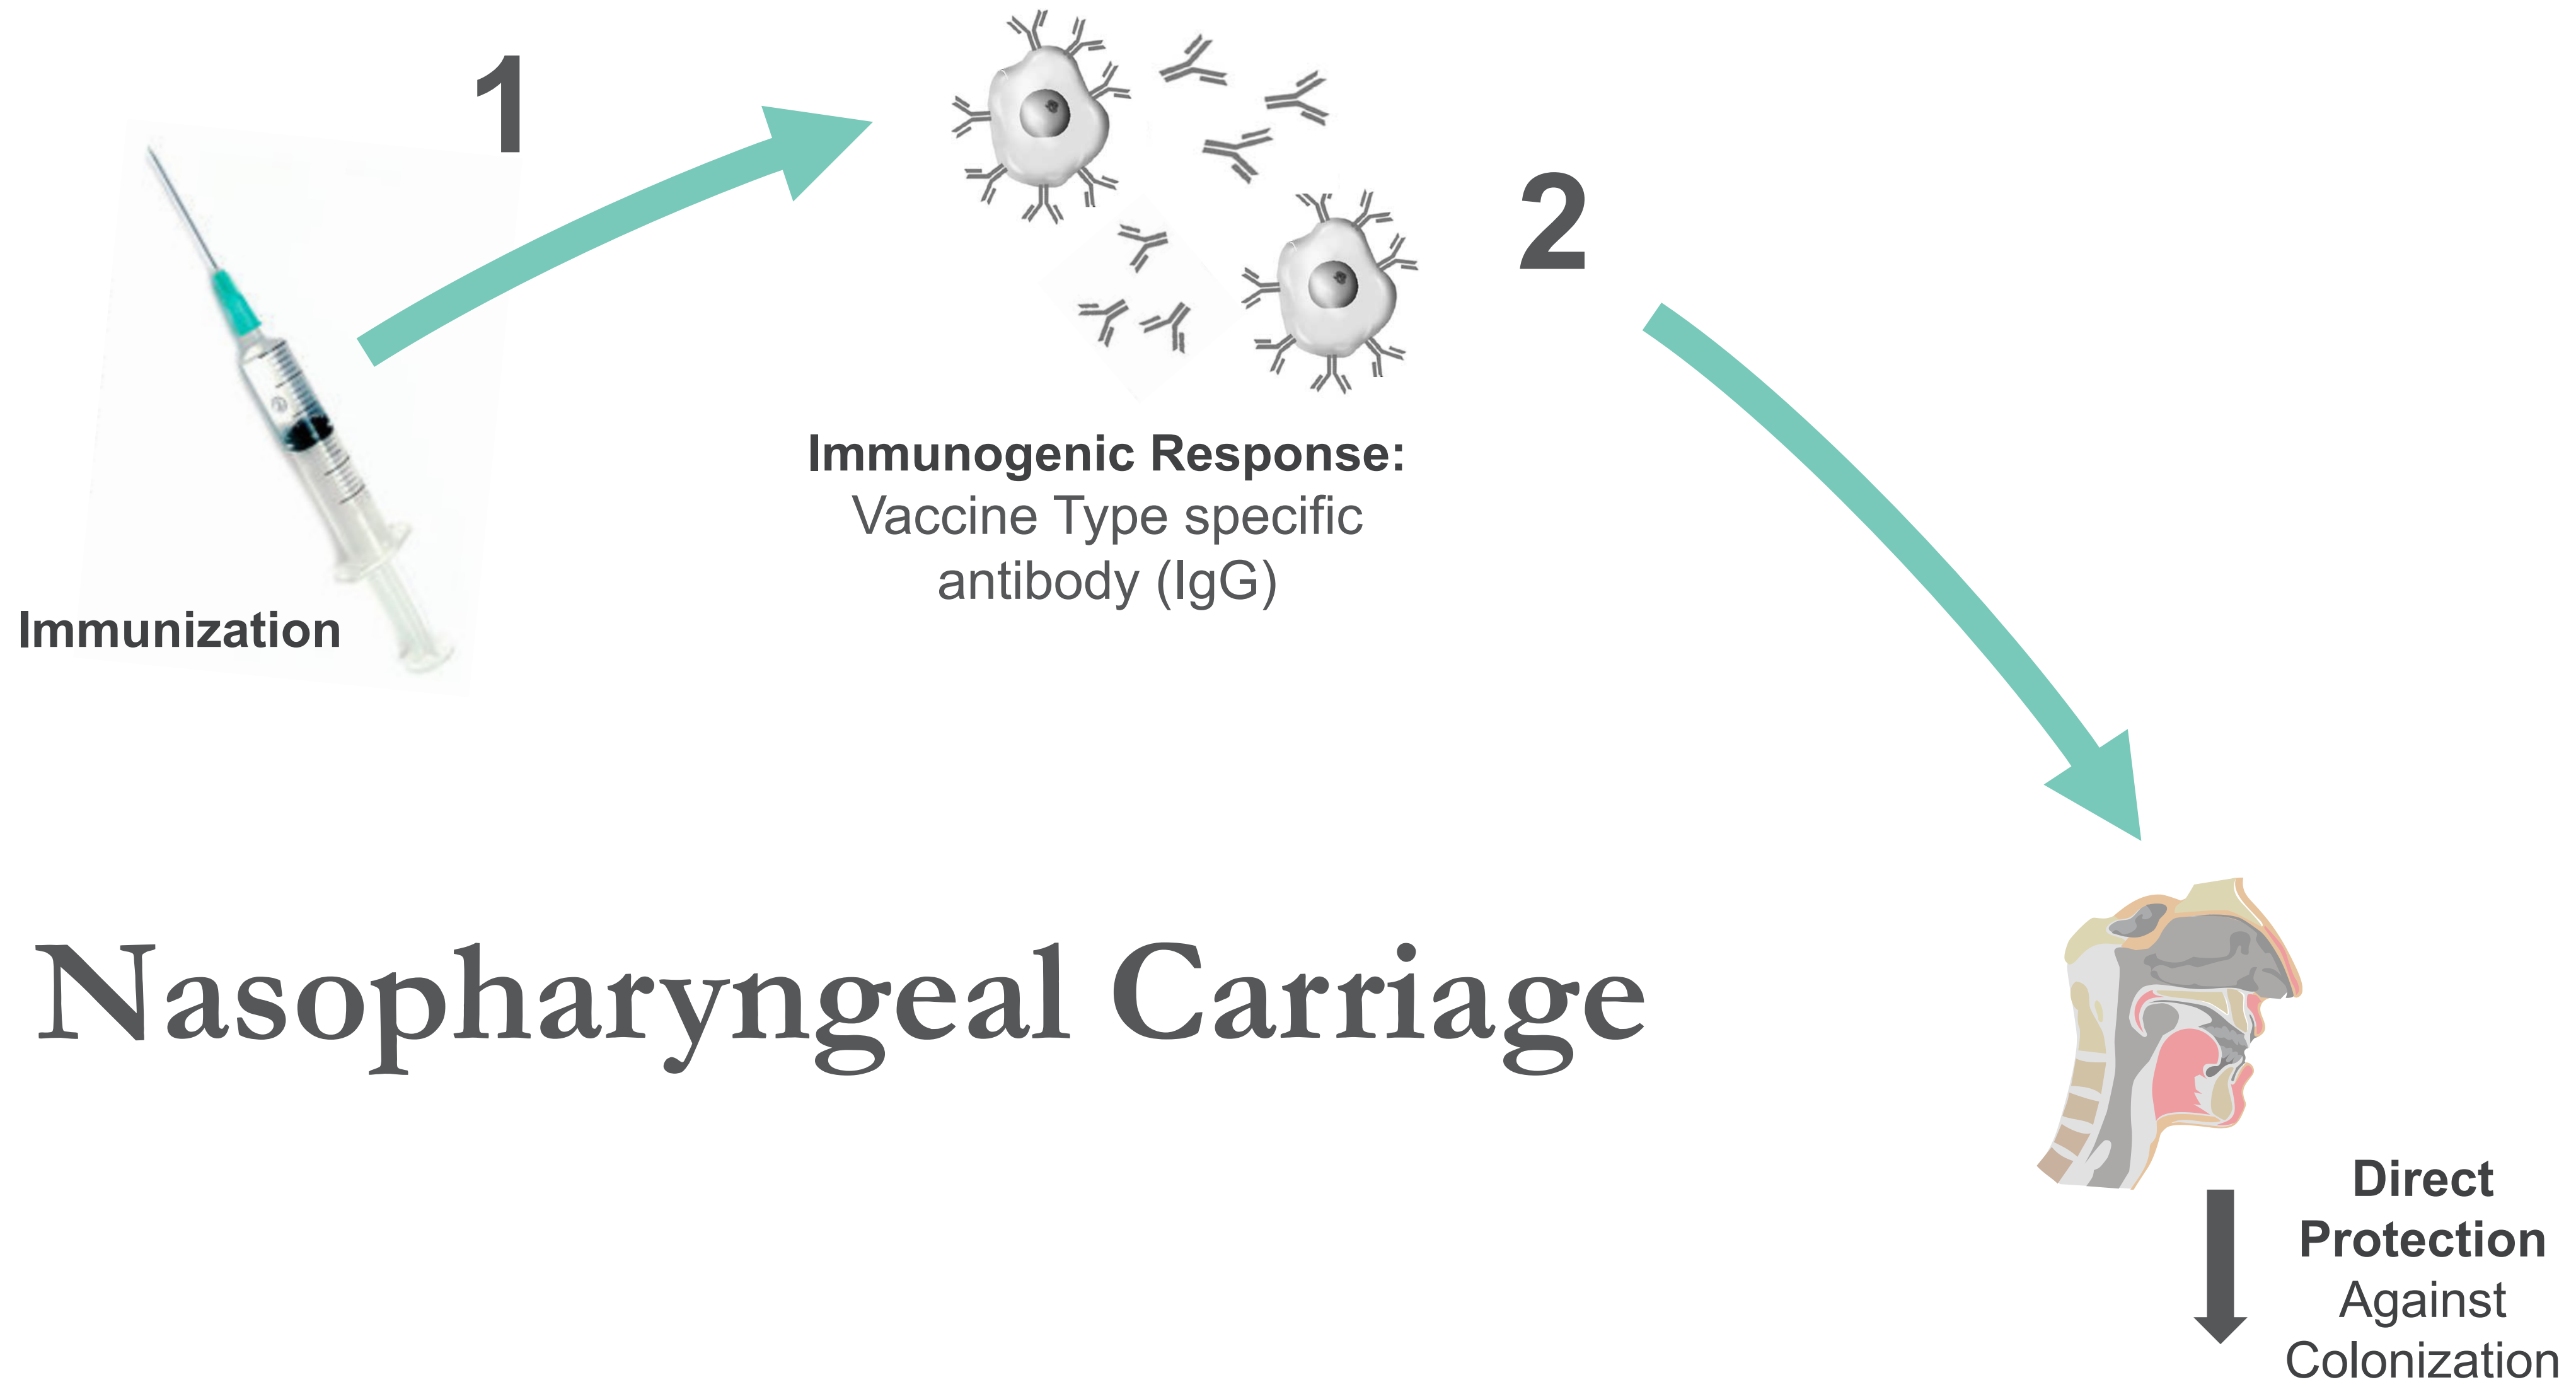 1
2
Immunization
Immunogenic Response:
Vaccine Type specific
antibody (IgG)
Nasopharyngeal Carriage
Direct
Protection
Against
Colonization